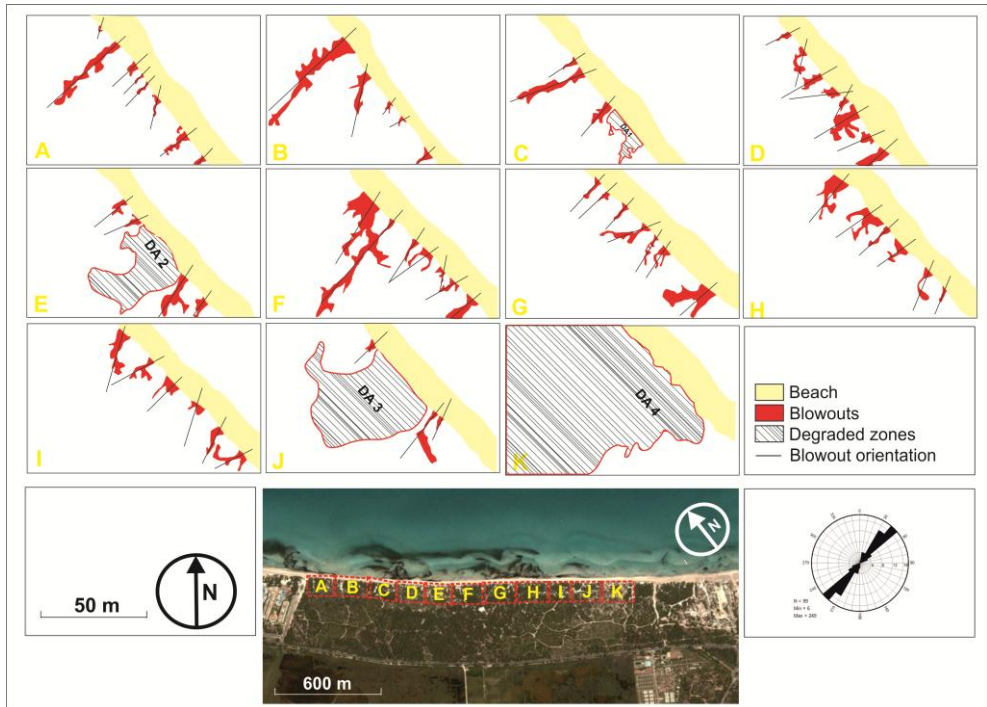 A
B
C
DA1
D
E
DA 2
F
G
H
I
J
DA 3
K
DA 4
Beach
Blowouts
Degraded zones
Blowout orientation
50 m
N
A B C D E F G H I J K
600 m
N
N = 99
Min = 6
Max = 249